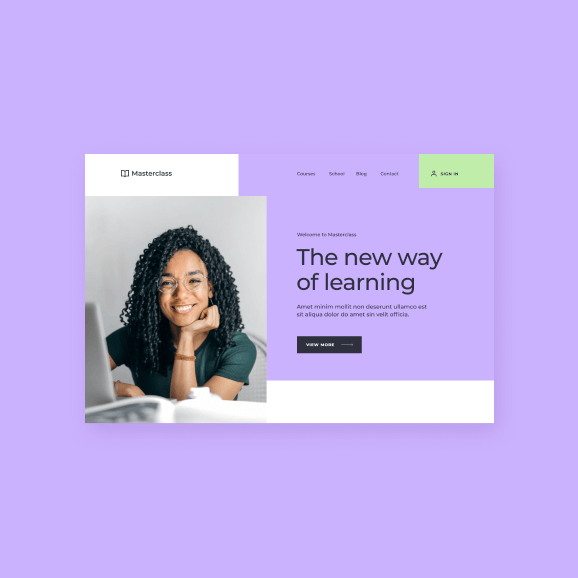 Masterclass
Courses School Blog Contact
SIGN IN
Welcome to Masterclass
The new way
of learning
Amet minim mollit non deserunt ullamco est
sit aliqua dolor do amet sin velit officia.
VIEW MORE